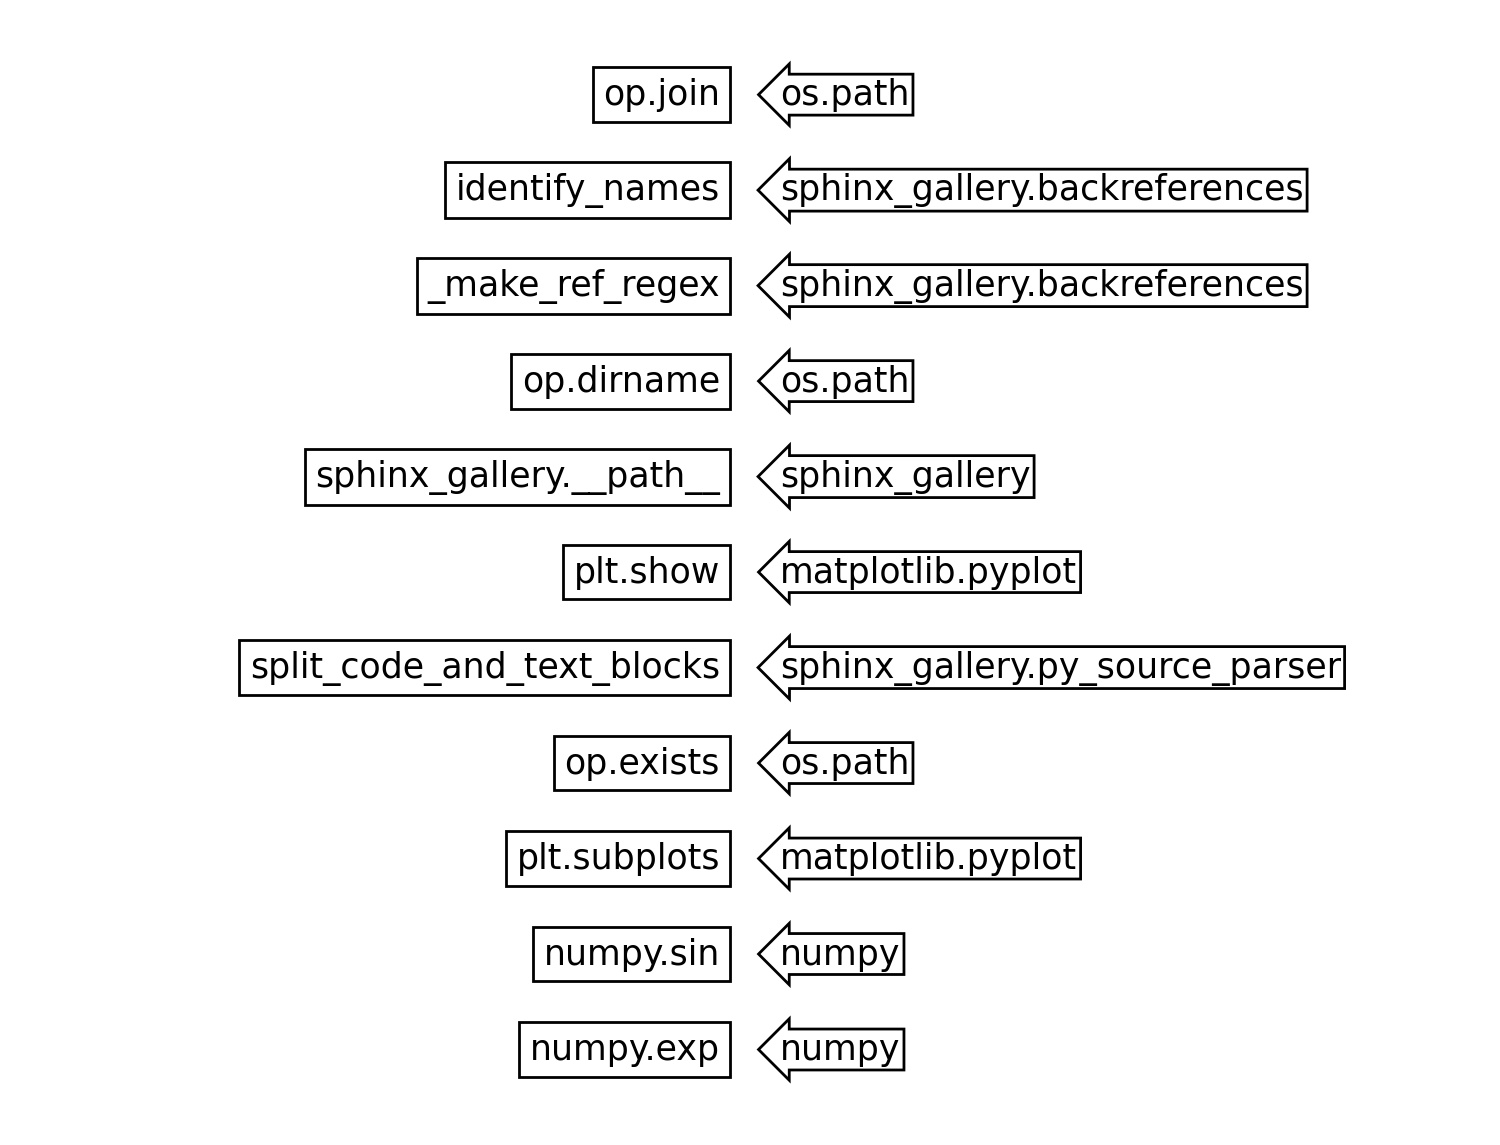 op.join os.path
identify_names sphinx_gallery.backreferences
_make_ref_regex sphinx_gallery.backreferences
op.dirname os.path
sphinx_gallery.__path__ sphinx_gallery
plt.show matplotlib.pyplot
split_code_and_text_blocks sphinx_gallery.py_source_parser
op.exists os.path
plt.subplots matplotlib.pyplot
numpy.sin numpy
numpy.exp numpy